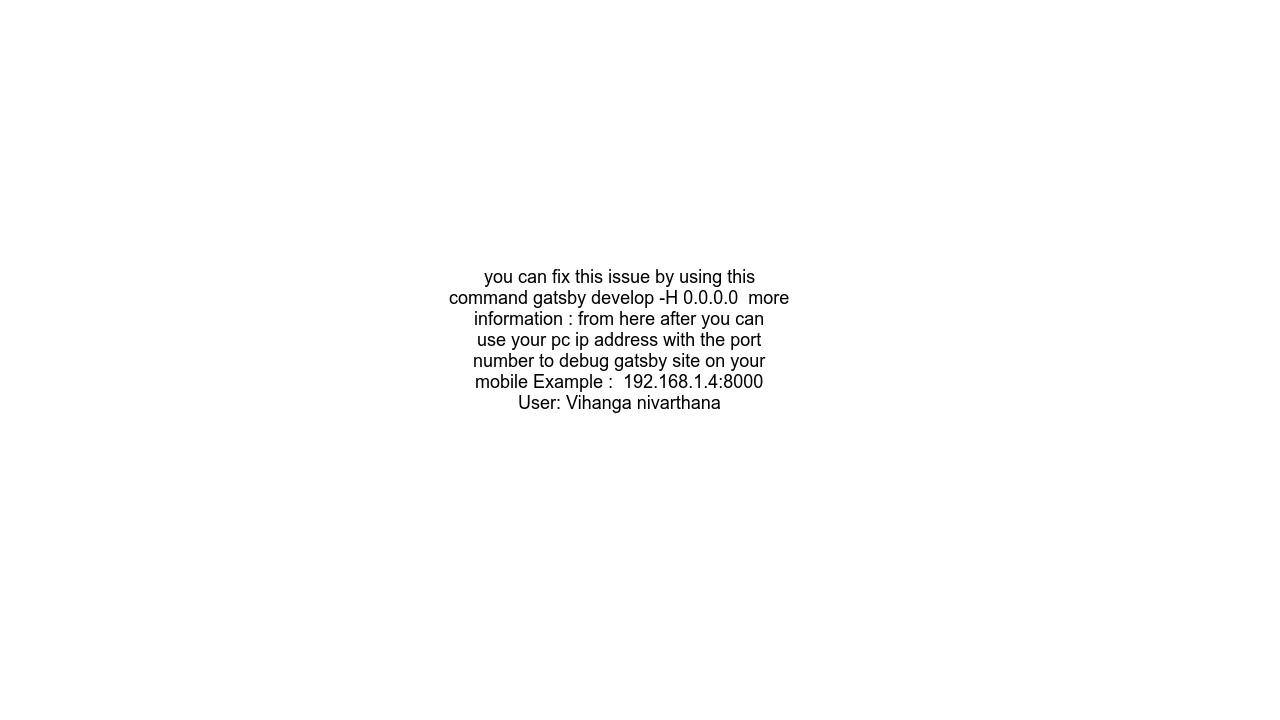 you can fix this issue by using this
command gatsby develop -H 0.0.0.0  more
information : from here after you can
use your pc ip address with the port
number to debug gatsby site on your
mobile Example :  192.168.1.4:8000
User: Vihanga nivarthana